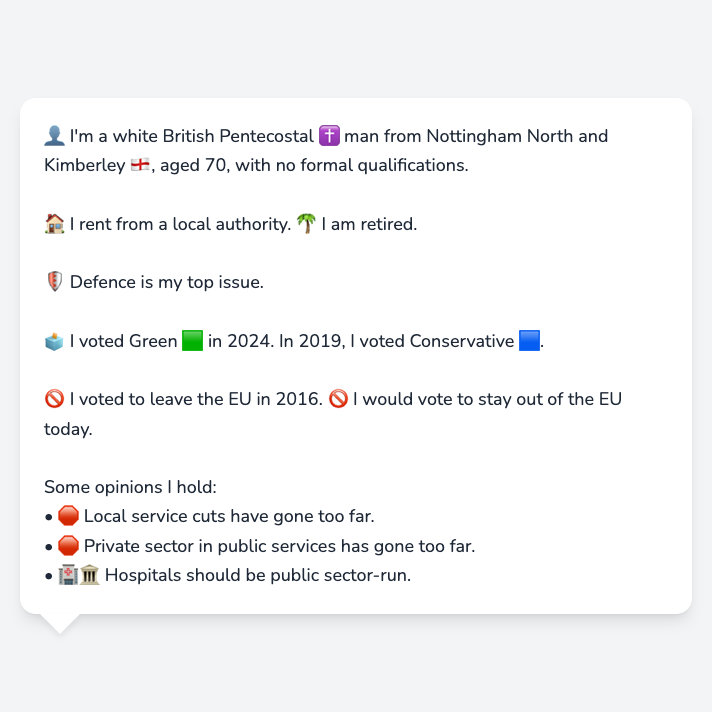 👤 I'm a white British Pentecostal ✝️ man from Nottingham North and
Kimberley 🏴󠁧󠁢󠁥󠁮󠁧󠁿, aged 70, with no formal qualifications.
🏠 I rent from a local authority. 🌴 I am retired.
🛡️ Defence is my top issue.
🗳️ I voted Green 🟩 in 2024. In 2019, I voted Conservative 🟦.
🚫 I voted to leave the EU in 2016. 🚫 I would vote to stay out of the EU
today.
Some opinions I hold:
• 🛑 Local service cuts have gone too far.
• 🛑 Private sector in public services has gone too far.
• 🏥🏛️ Hospitals should be public sector-run.